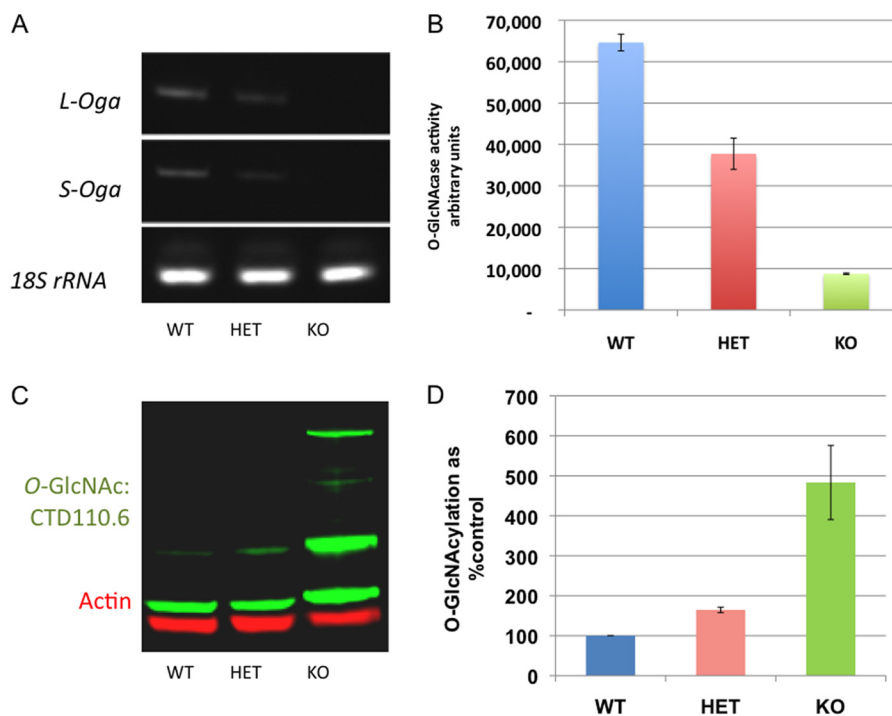 A
L-Oga
S-Oga
18S rRNA
WT HET KO
B
O-GlcNAcase activity
arbitrary units
70,000
60,000
50,000
40,000
30,000
20,000
10,000
-
WT HET KO
C
O-GlcNAc:
CTD110.6
Actin
WT HET KO
D
O-GlcNAcylation as
%control
700
600
500
400
300
200
100
0
WT HET KO